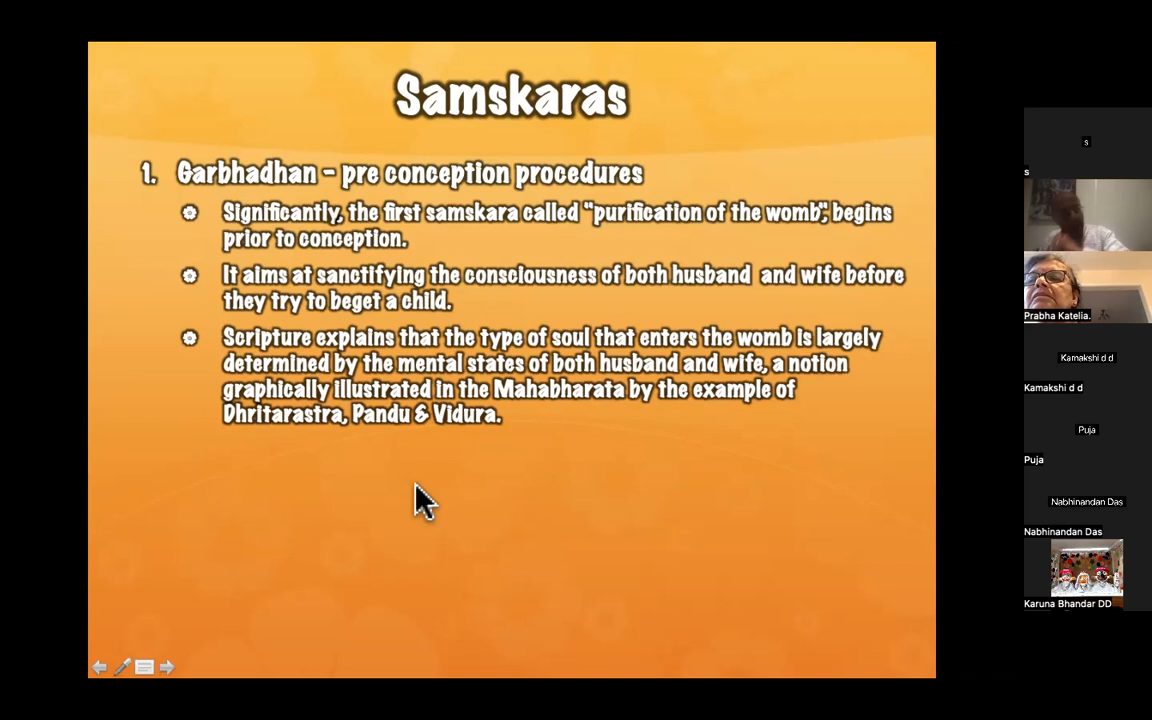 Samskaras
1. Garbhadhan - pre conception procedures
Significantly, the first samskara called "purification of the womb", begins
prior to conception.
It aims at sanctifying the consciousness of both husband and wife before
they try to beget a child.
Scripture explains that the type of soul that enters the womb is largely
determined by the mental states of both husband and wife, a notion
graphically illustrated in the Mahabharata by the example of
Dhritarastra, Pandu & Vidura.
s
s
Prabha Katelia.
Kamakshi d d
Kamakshi d d
Puja
Puja
Nabhinandan Das
Nabhinandan Das
Karuna Bhandar DD